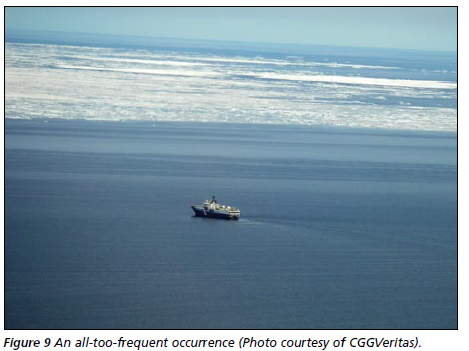 Figure 9 An all-too-frequent occurrence (Photo courtesy of CGGVeritas).